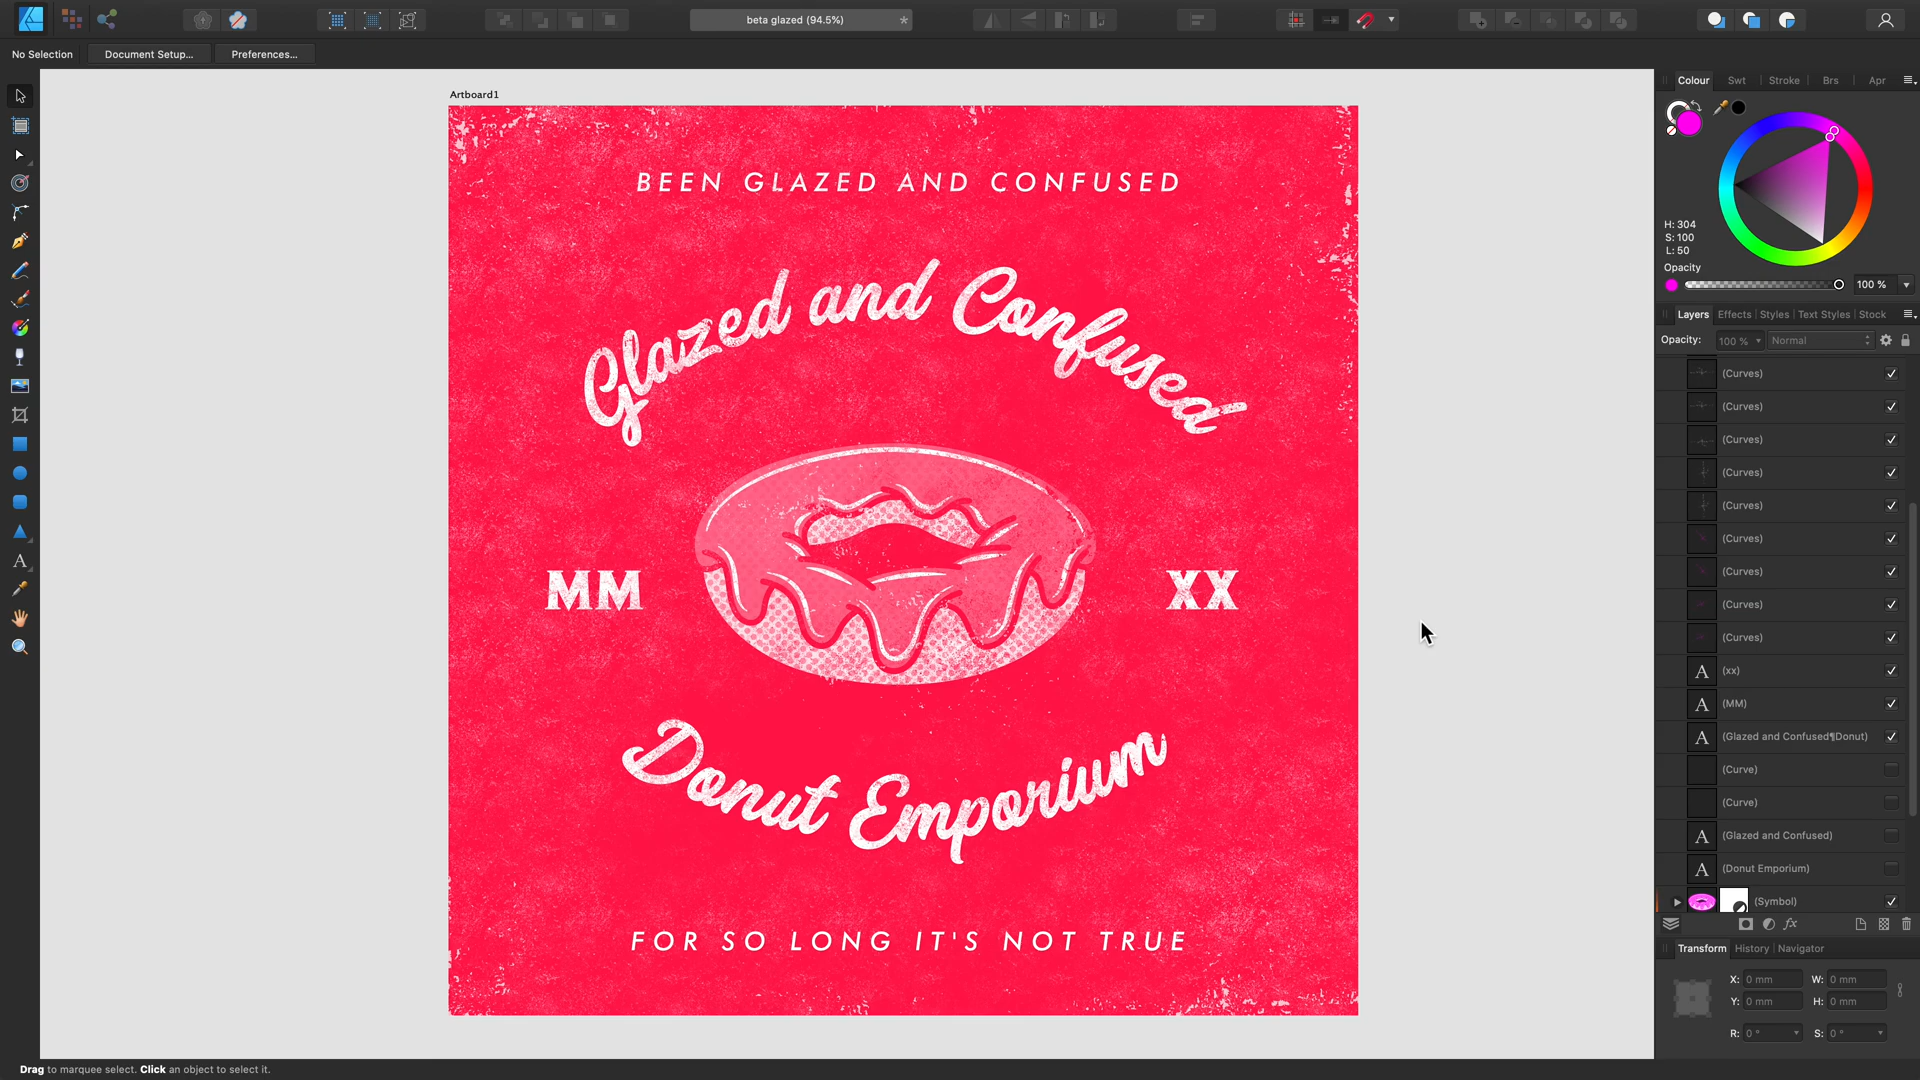 beta glazed (94.5%)
*
No Selection
Document Setup...
Preferences...
Artboard1
BEEN GLAZED AND CONFUSED
Glazed and Confused
MM
XX
Donut Emporium
FOR SO LONG IT'S NOT TRUE
Colour Swt Stroke Brs Apr
H: 304
S: 100
L: 50
Opacity
100 %
Layers Effects Styles Text Styles Stock
Opacity: 100 % Normal
(Curves)
(Curves)
(Curves)
(Curves)
(Curves)
(Curves)
(Curves)
(Curves)
(Curves)
A (xx)
A (MM)
A (Glazed and Confused¶Donut)
(Curve)
(Curve)
A (Glazed and Confused)
A (Donut Emporium)
(Symbol)
fx
Transform History Navigator
X: 0 mm W: 0 mm
Y: 0 mm H: 0 mm
R: 0 ° S: 0 °
A
Drag to marquee select. Click an object to select it.